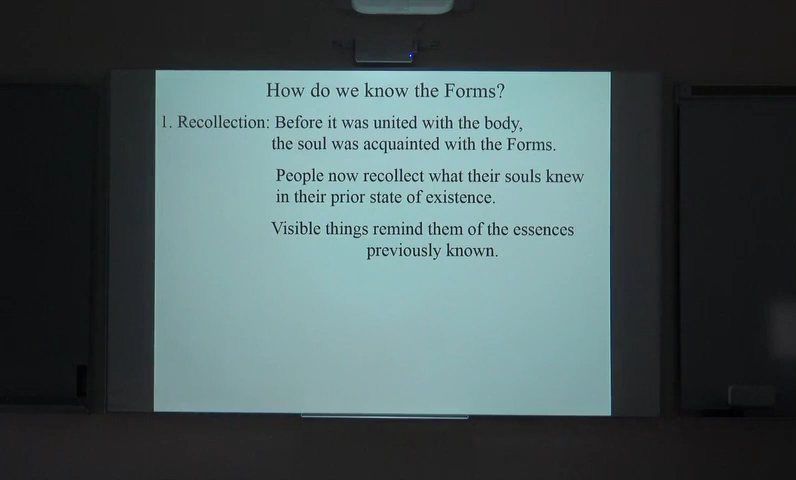 How do we know the Forms?
1. Recollection: Before it was united with the body,
the soul was acquainted with the Forms.
People now recollect what their souls knew
in their prior state of existence.
Visible things remind them of the essences
previously known.